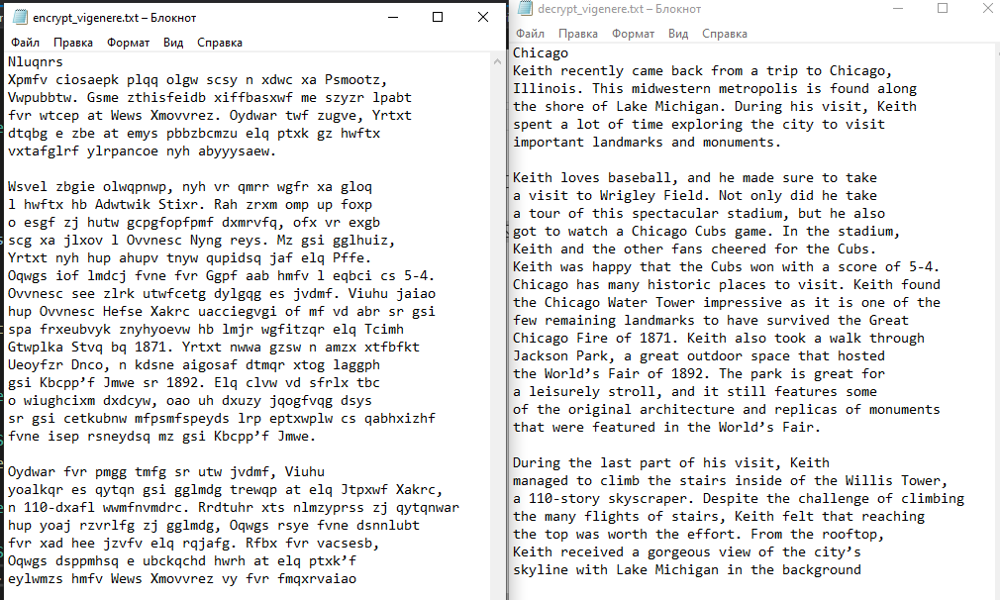 encrypt_vigenere.txt – Блокнот
Файл Правка Формат Вид Справка
Nluqnrs
Xpmfv ciosaepk plqq olgw scsy n xdwc xa Psmootz,
Vwpubbtw. Gsme zthisfeidb xiffbasxwf me szyzr lpabt
fvr wtcep at Wews Xmovvrez. Oydwar twf zugve, Yrtxt
dtqbg e zbe at emys pbbzbcmzu elq ptxk gz hwftx
vxtafglrf ylrpancoe nyh abyyysaew.
Wsvel zbgie olwqpnwp, nyh vr qmrr wgfr xa gloq
l hwftx hb Adwtwik Stixr. Rah zrxm omp up foxp
o esgf zj hutw gcpgfopfpmf dxmrvfq, ofx vr exgb
scg xa jlxov l Ovvnesc Nyng reys. Mz gsi gglhuiz,
Yrtxt nyh hup ahupv tnyw qupidsq jaf elq Pffe.
Oqwgs iof lmdcj fvne fvr Ggpf aab hmfv l eqbci cs 5-4.
Ovvnesc see zlrk utwfcetg dylgqg es jvdmf. Viuhu jaiao
hup Ovvnesc Hefse Xakrc uacciegvgi of mf vd abr sr gsi
spa frxeubvyk znyhyoevw hb lmjr wgfitzqr elq Tcimh
Gtwplka Stvq bq 1871. Yrtxt nwwa gzsw n amzx xtfbfkt
Ueoyfzr Dnco, n kdsne aigosaf dtmqr xtog laggph
gsi Kbcpp’f Jmwe sr 1892. Elq clvw vd sfrlx tbc
o wiughcixm dxdcyw, oao uh dxuzy jqogfvqg dsys
sr gsi cetkubnw mfpsmfspeyds lrp eptxwplw cs qabhxizhf
fvne isep rsneydsq mz gsi Kbcpp’f Jmwe.
Oydwar fvr pmgg tmfg sr utw jvdmf, Viuhu
yoalkqr es qytqn gsi gglmdg trewqp at elq Jtpxwf Xakrc,
n 110-dxafl wwmfnvmdrc. Rrdtuhr xts nlmzyprss zj qytqnwar
hup yoaj rzvrlfg zj gglmdg, Oqwgs rsye fvne dsnnlubt
fvr xad hee jzvfv elq rqjafg. Rfbx fvr vacsesb,
Oqwgs dsppmhsq e ubckqchd hwrh at elq ptxk’f
eylwmzs hmfv Wews Xmovvrez vy fvr fmqxrvaiao
decrypt_vigenere.txt – Блокнот
Файл Правка Формат Вид Справка
Chicago
Keith recently came back from a trip to Chicago,
Illinois. This midwestern metropolis is found along
the shore of Lake Michigan. During his visit, Keith
spent a lot of time exploring the city to visit
important landmarks and monuments.
Keith loves baseball, and he made sure to take
a visit to Wrigley Field. Not only did he take
a tour of this spectacular stadium, but he also
got to watch a Chicago Cubs game. In the stadium,
Keith and the other fans cheered for the Cubs.
Keith was happy that the Cubs won with a score of 5-4.
Chicago has many historic places to visit. Keith found
the Chicago Water Tower impressive as it is one of the
few remaining landmarks to have survived the Great
Chicago Fire of 1871. Keith also took a walk through
Jackson Park, a great outdoor space that hosted
the World’s Fair of 1892. The park is great for
a leisurely stroll, and it still features some
of the original architecture and replicas of monuments
that were featured in the World’s Fair.
During the last part of his visit, Keith
managed to climb the stairs inside of the Willis Tower,
a 110-story skyscraper. Despite the challenge of climbing
the many flights of stairs, Keith felt that reaching
the top was worth the effort. From the rooftop,
Keith received a gorgeous view of the city’s
skyline with Lake Michigan in the background